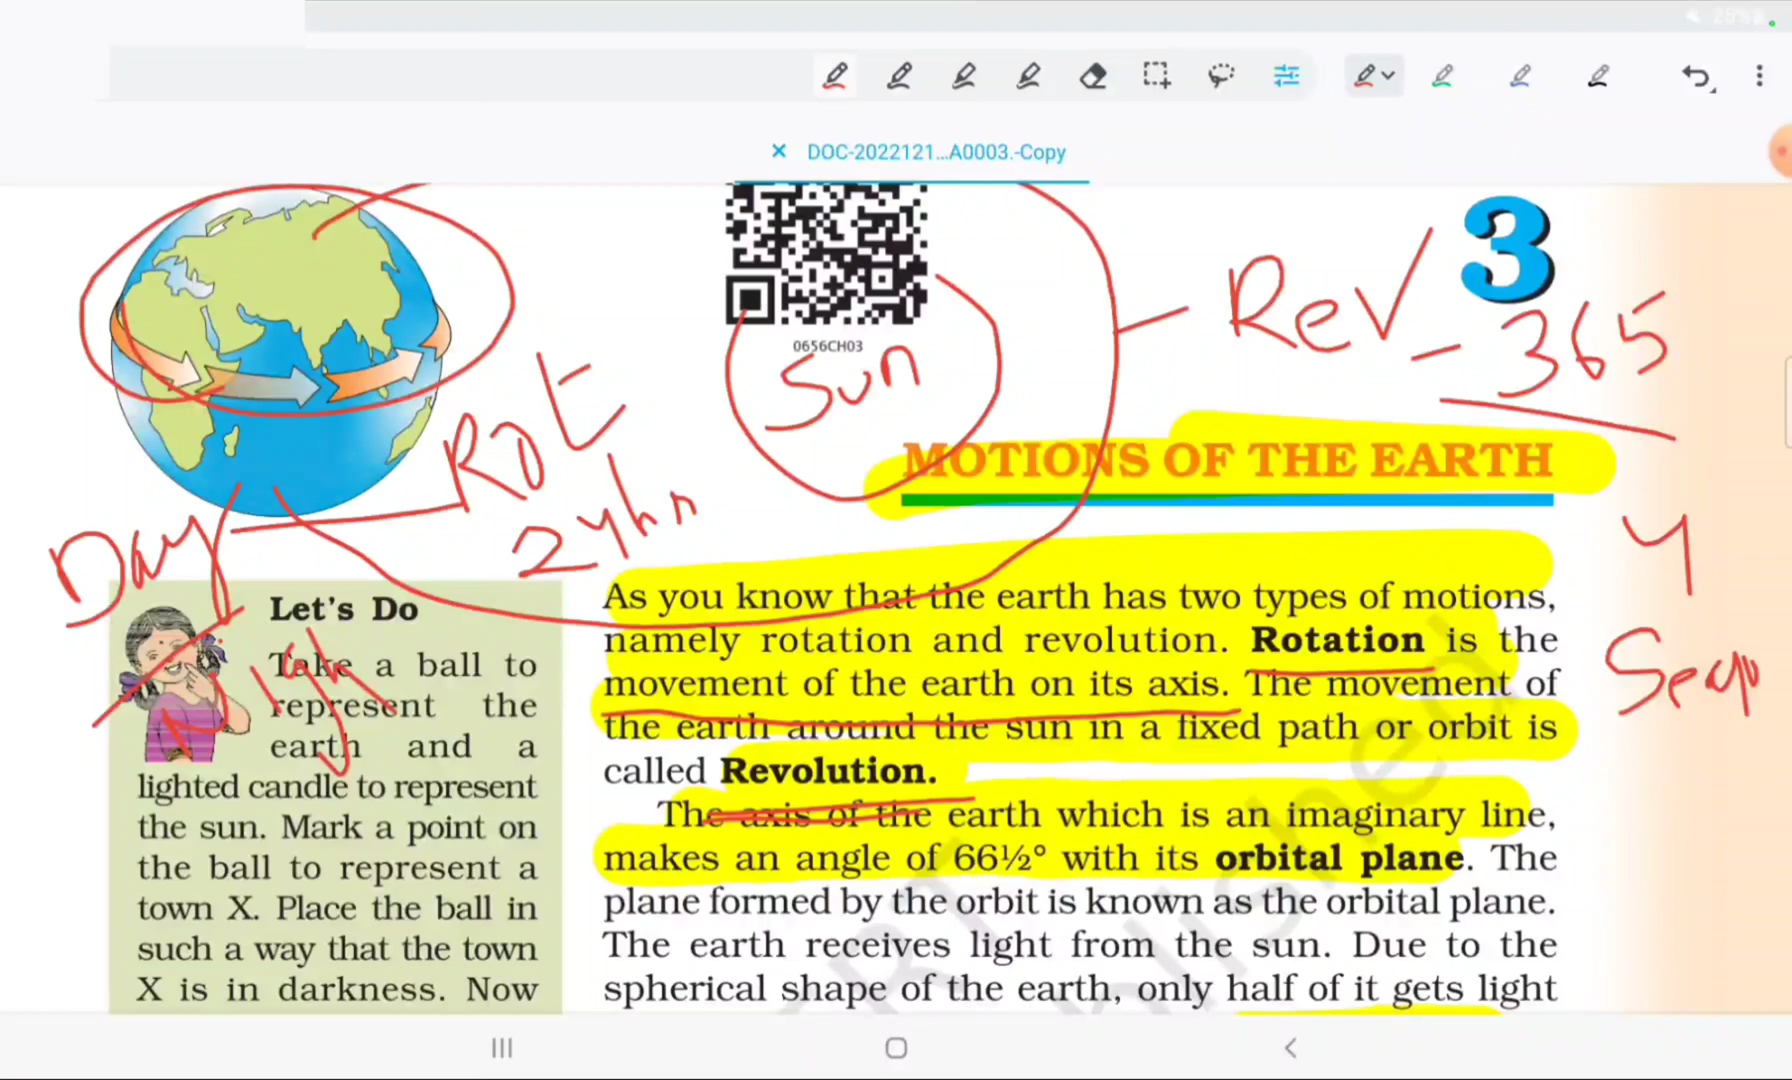 28%
DOC-2022121...A0003.-Copy
3
0656CH03
Sun
Rev - 365
MOTIONS OF THE EARTH
Rot
24hr
Day
Nigh
4
Let's Do
Take a ball to
represent the
earth and a
lighted candle to represent
the sun. Mark a point on
the ball to represent a
town X. Place the ball in
such a way that the town
X is in darkness. Now
As you know that the earth has two types of motions,
namely rotation and revolution. Rotation is the
movement of the earth on its axis. The movement of
the earth around the sun in a fixed path or orbit is
called Revolution.
The axis of the earth which is an imaginary line,
makes an angle of 66½° with its orbital plane. The
plane formed by the orbit is known as the orbital plane.
The earth receives light from the sun. Due to the
spherical shape of the earth, only half of it gets light